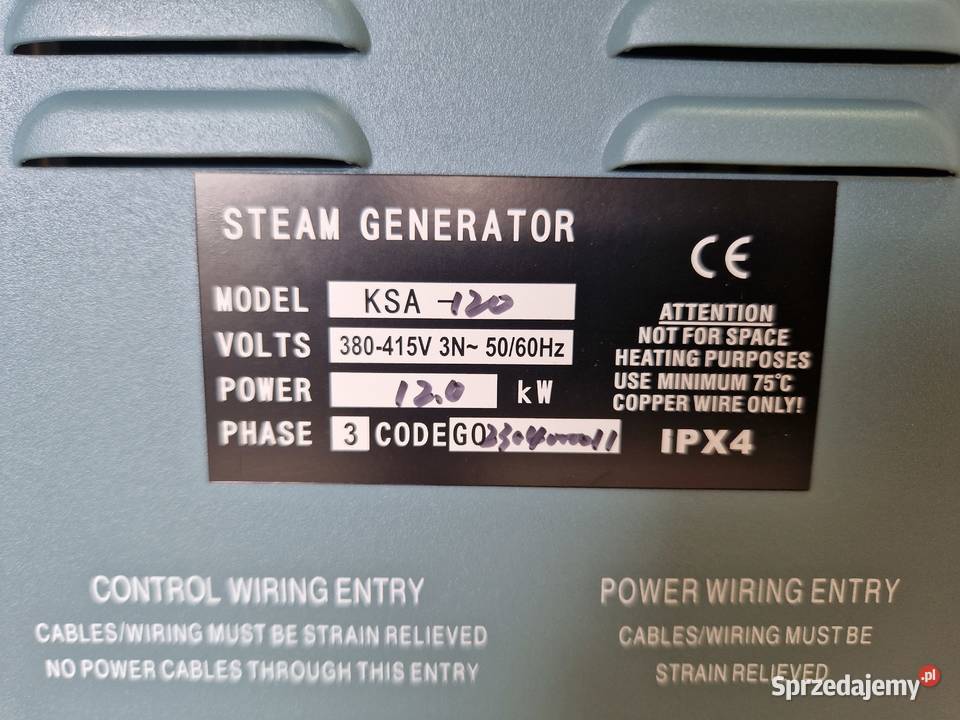 STEAM GENERATOR
CE
MODEL KSA -120
VOLTS 380-415V 3N~ 50/60Hz
POWER 12.0 kW
PHASE 3 CODE GQ
ATTENTION
NOT FOR SPACE
HEATING PURPOSES
USE MINIMUM 75°C
COPPER WIRE ONLY!
IPX4
CONTROL WIRING ENTRY
CABLES/WIRING MUST BE STRAIN RELIEVED
NO POWER CABLES THROUGH THIS ENTRY
POWER WIRING ENTRY
CABLES/WIRING MUST BE
STRAIN RELIEVED
Sprzedajemy.pl